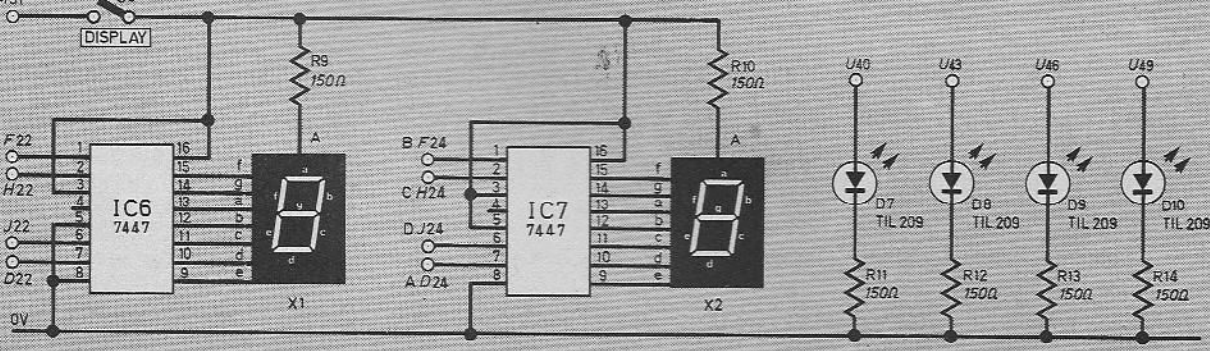 DISPLAY
R9
150Ω
R10
150Ω
U40
U43
U46
U49
F22
H22
J22
D22
0V
1
2
3
4
5
6
7
8
IC6
7447
16
15
14
13
12
11
10
9
f
g
a
b
c
d
e
A
a
b
c
d
e
f
g
X1
B F24
C H24
D J24
A D24
1
2
3
4
5
6
7
8
IC7
7447
16
15
14
13
12
11
10
9
f
g
a
b
c
d
e
A
a
b
c
d
e
f
g
X2
D7
TIL 209
D8
TIL 209
D9
TIL 209
D10
TIL 209
R11
150Ω
R12
150Ω
R13
150Ω
R14
150Ω